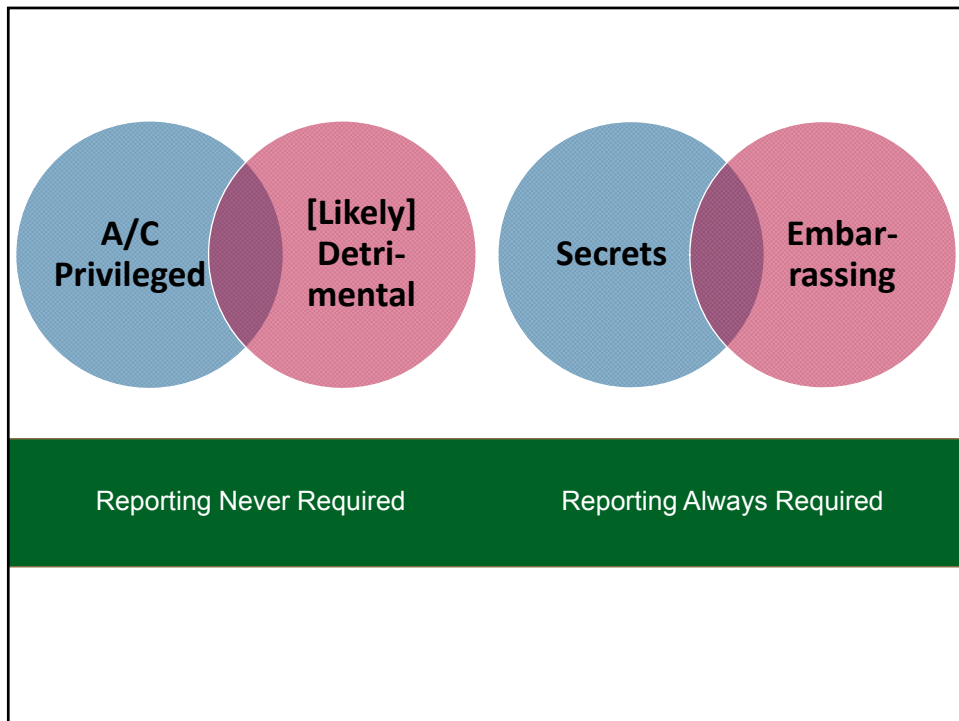 A/C
Privileged
[Likely]
Detri-
mental
Secrets
Embar-
rassing
Reporting Never Required
Reporting Always Required